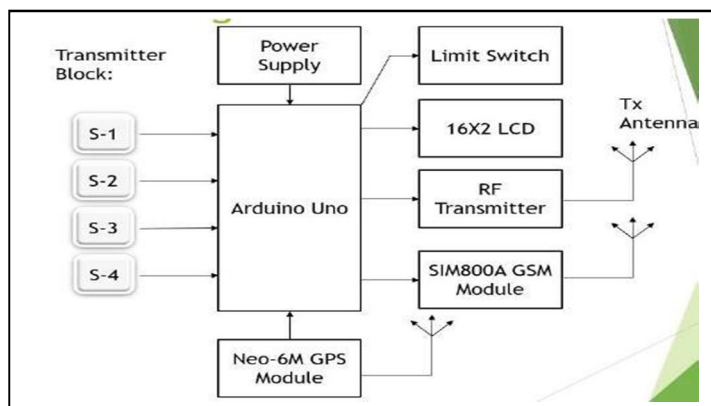 Transmitter
Block:
Power
Supply
Limit Switch
S-1
16X2 LCD
Tx
Antenna
S-2
Arduino Uno
RF
Transmitter
S-3
S-4
SIM800A GSM
Module
Neo-6M GPS
Module